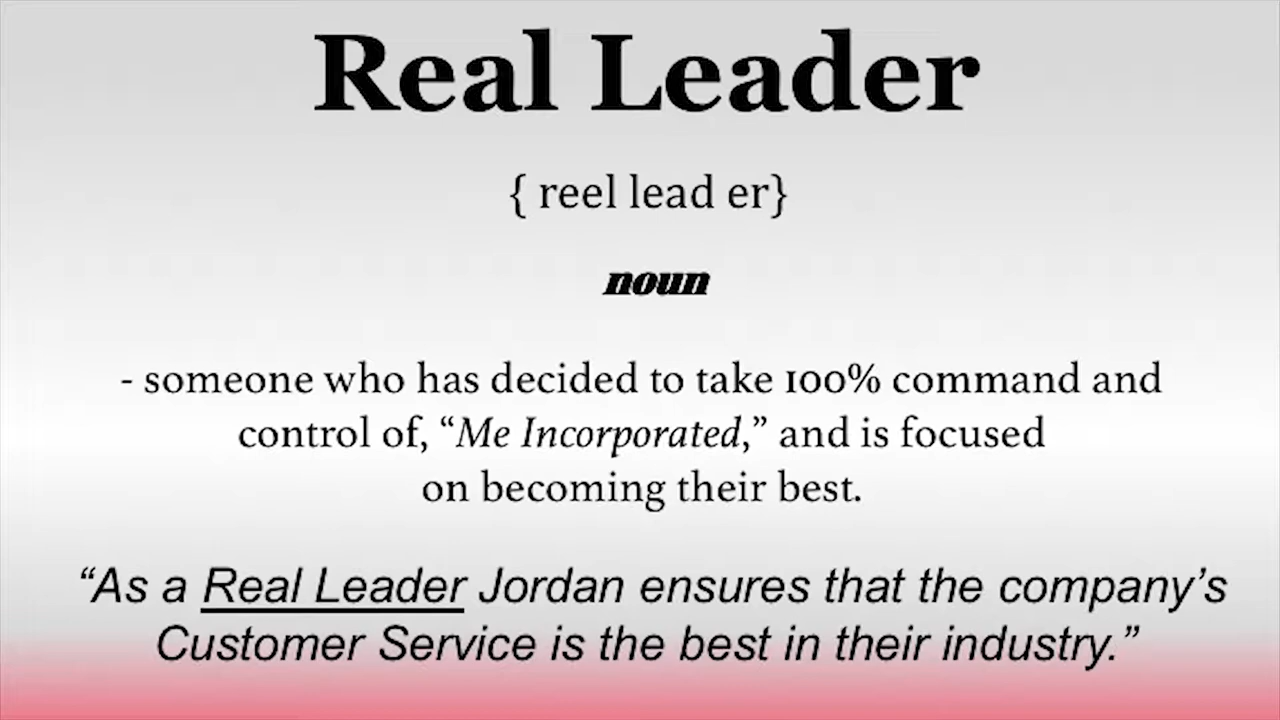 Real Leader
{ reel lead er}
noun
- someone who has decided to take 100% command and
control of, “Me Incorporated,” and is focused
on becoming their best.
“As a Real Leader Jordan ensures that the company’s
Customer Service is the best in their industry.”